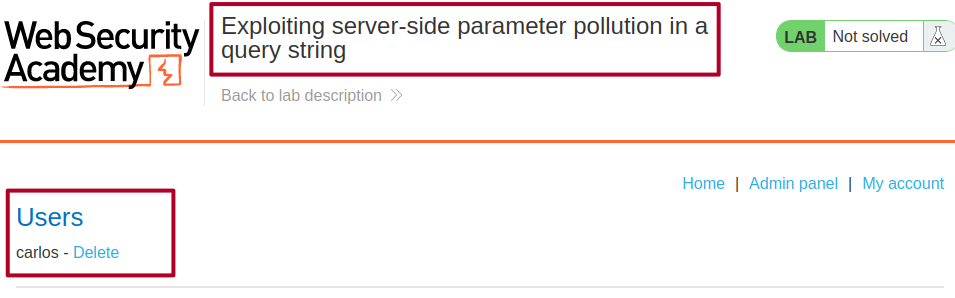 Web Security
Academy
Exploiting server-side parameter pollution in a
query string
Back to lab description
LAB Not solved
Home | Admin panel | My account
Users
carlos - Delete